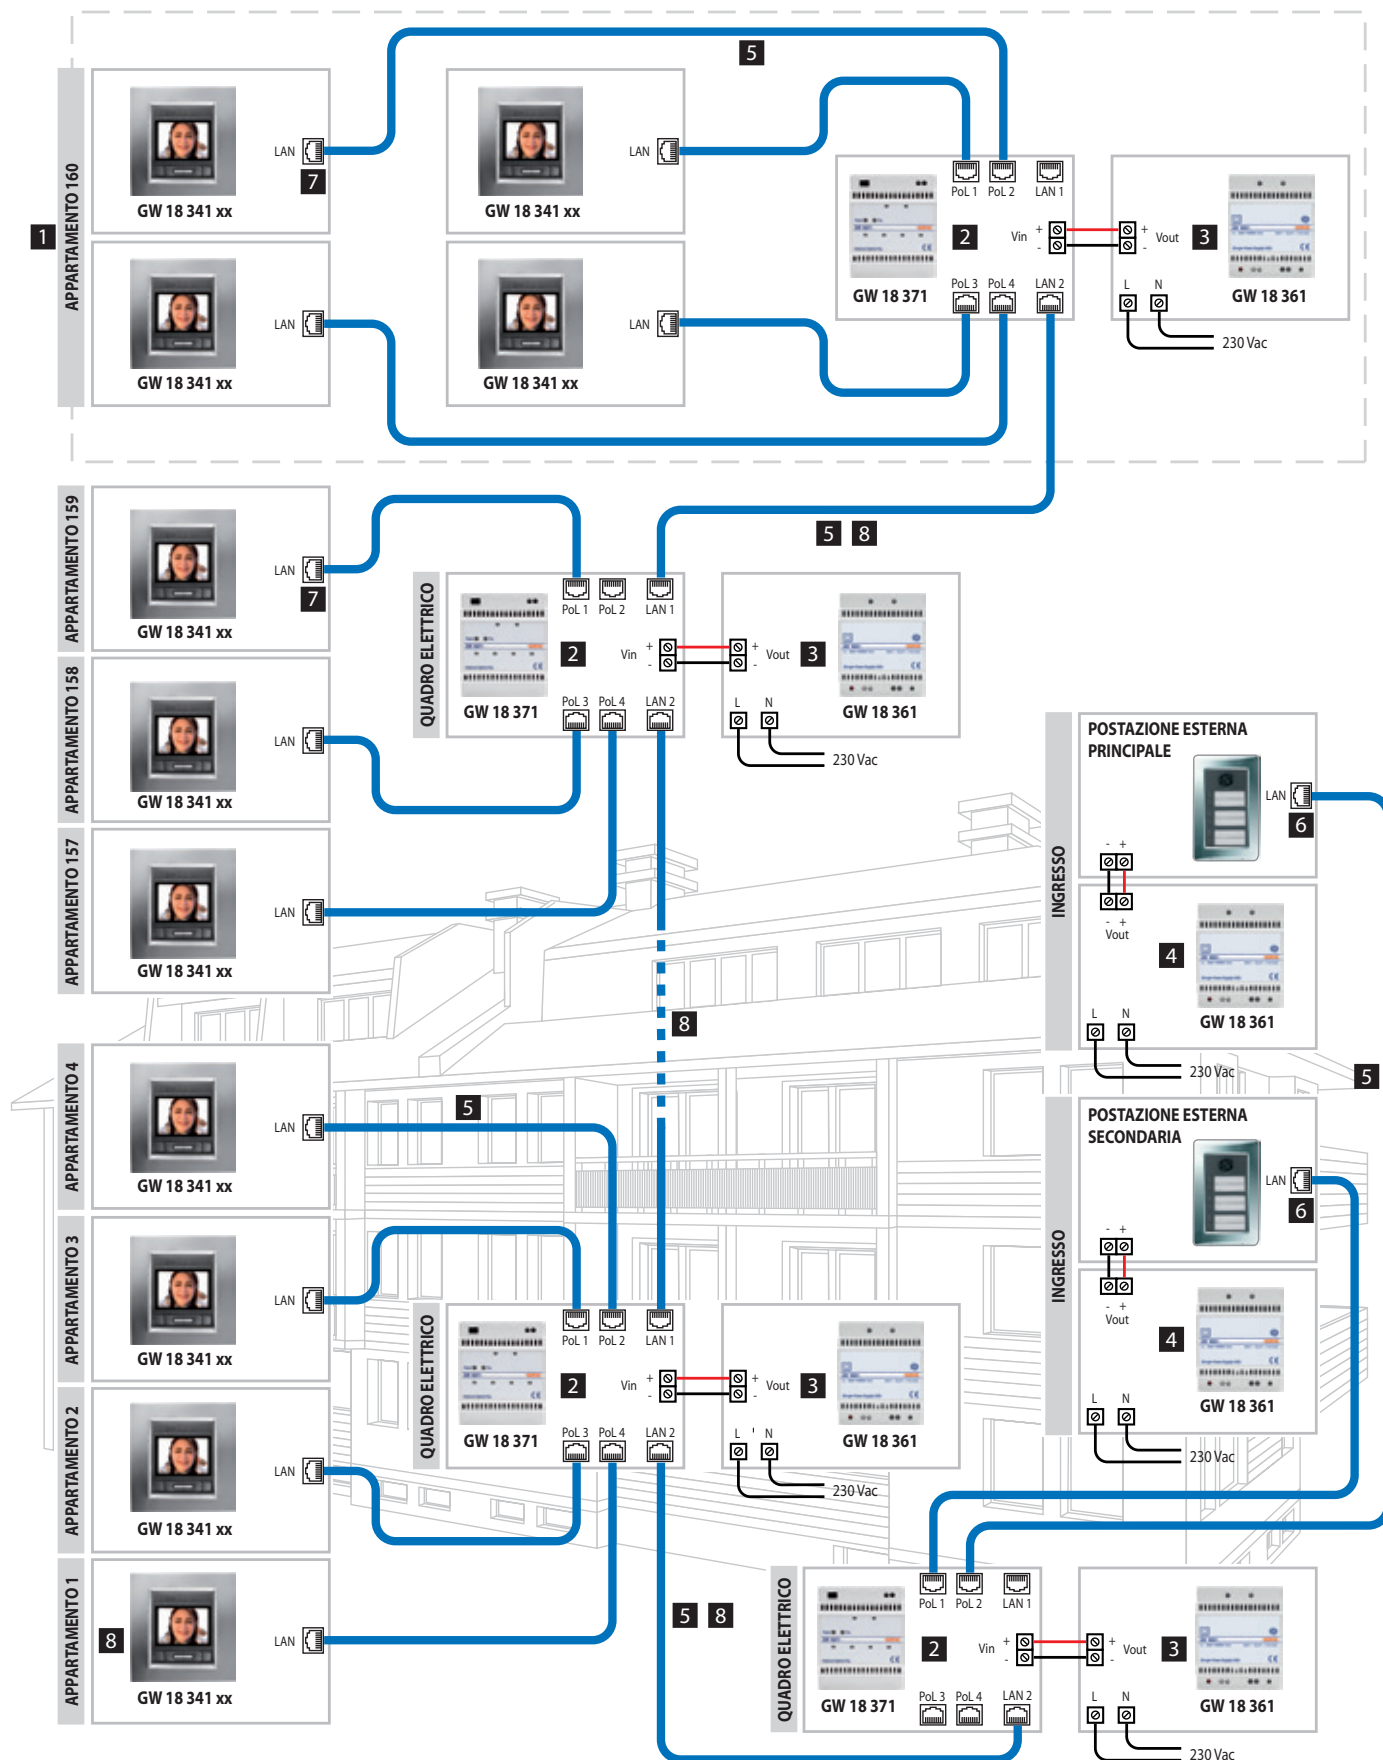 5
1
APPARTAMENTO 160
LAN
7
GW 18 341 xx
LAN
GW 18 341 xx
PoL 1
PoL 2
LAN 1
2
Vin
+
-
GW 18 371
PoL 3
PoL 4
LAN 2
+
-
Vout
3
GW 18 361
L
N
230 Vac
LAN
GW 18 341 xx
LAN
GW 18 341 xx
5
8
APPARTAMENTO 159
LAN
7
GW 18 341 xx
APPARTAMENTO 158
LAN
GW 18 341 xx
APPARTAMENTO 157
LAN
GW 18 341 xx
QUADRO ELETTRICO
PoL 1
PoL 2
LAN 1
2
Vin
+
-
GW 18 371
PoL 3
PoL 4
LAN 2
+
-
Vout
3
GW 18 361
L
N
230 Vac
INGRESSO
POSTAZIONE ESTERNA
PRINCIPALE
LAN
6
- +
- +
Vout
4
GW 18 361
L
N
230 Vac
5
8
INGRESSO
POSTAZIONE ESTERNA
SECONDARIA
LAN
6
- +
- +
Vout
4
GW 18 361
L
N
230 Vac
APPARTAMENTO 4
LAN
5
GW 18 341 xx
APPARTAMENTO 3
LAN
GW 18 341 xx
APPARTAMENTO 2
LAN
GW 18 341 xx
APPARTAMENTO 1
8
LAN
GW 18 341 xx
QUADRO ELETTRICO
PoL 1
PoL 2
LAN 1
2
Vin
+
-
GW 18 371
PoL 3
PoL 4
LAN 2
+
-
Vout
3
GW 18 361
L
N
230 Vac
5
8
QUADRO ELETTRICO
PoL 1
PoL 2
LAN 1
2
Vin
+
-
GW 18 371
PoL 3
PoL 4
LAN 2
+
-
Vout
3
GW 18 361
L
N
230 Vac